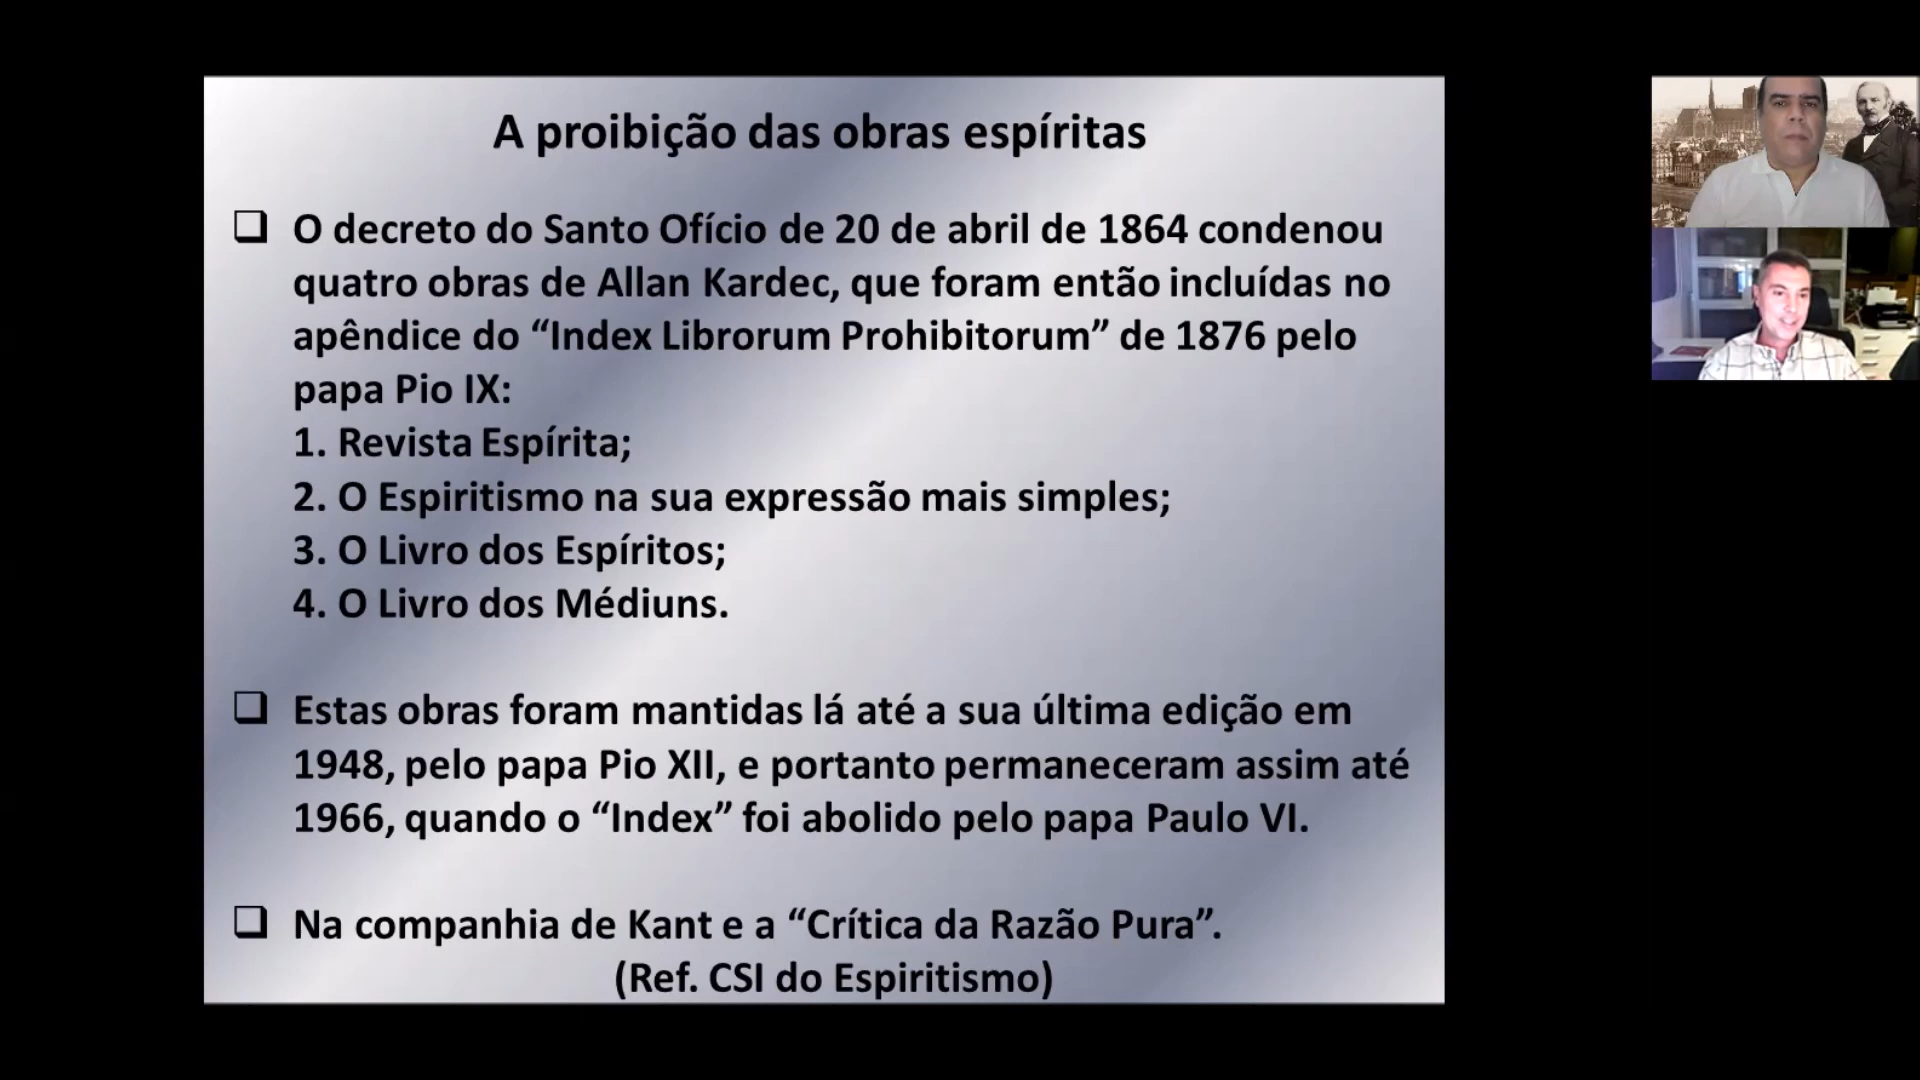 A proibição das obras espíritas
O decreto do Santo Ofício de 20 de abril de 1864 condenou
quatro obras de Allan Kardec, que foram então incluídas no
apêndice do “Index Librorum Prohibitorum” de 1876 pelo
papa Pio IX:
1. Revista Espírita;
2. O Espiritismo na sua expressão mais simples;
3. O Livro dos Espíritos;
4. O Livro dos Médiuns.
Estas obras foram mantidas lá até a sua última edição em
1948, pelo papa Pio XII, e portanto permaneceram assim até
1966, quando o “Index” foi abolido pelo papa Paulo VI.
Na companhia de Kant e a “Crítica da Razão Pura”.
(Ref. CSI do Espiritismo)